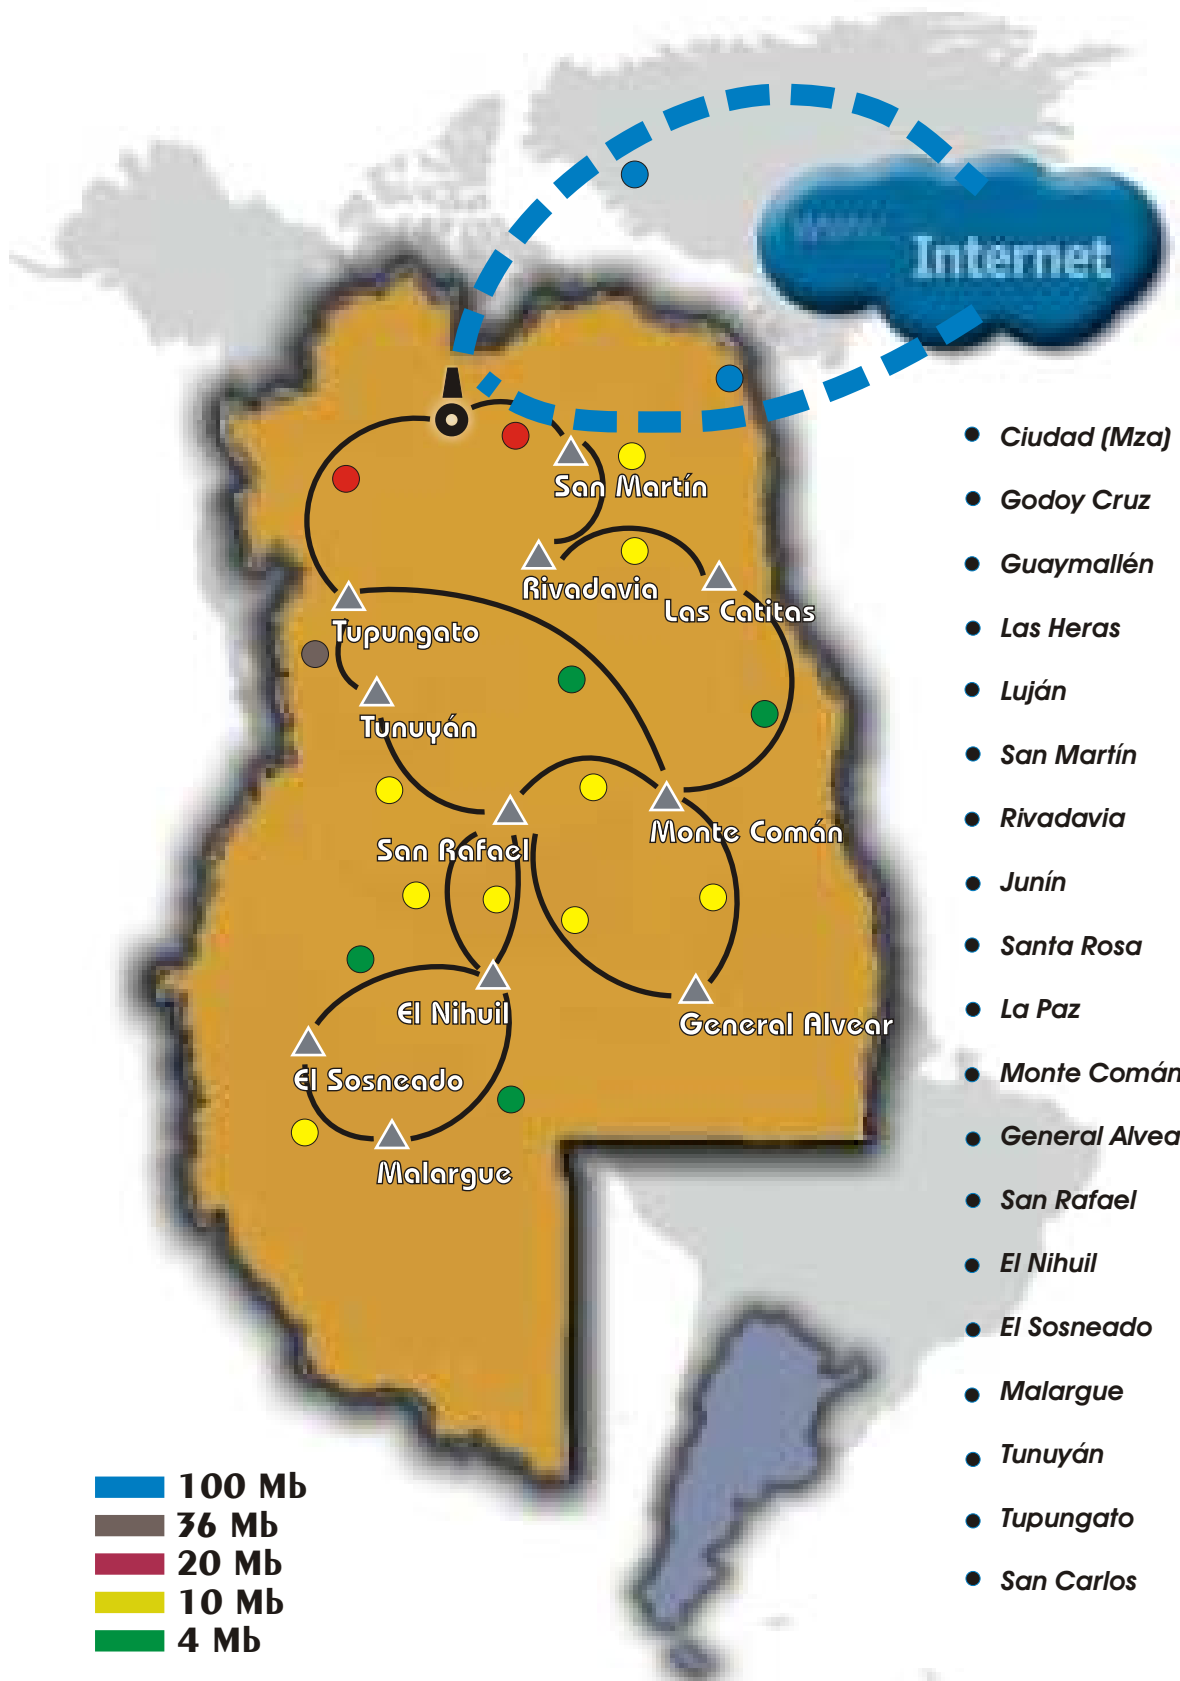 Internet
San Martín
Rivadavia
Las Catitas
Tupungato
Tunuyán
San Rafael
Monte Comán
El Nihuil
General Alvear
El Sosneado
Malargue
Ciudad (Mza)
Godoy Cruz
Guaymallén
Las Heras
Luján
San Martín
Rivadavia
Junín
Santa Rosa
La Paz
Monte Comán
General Alvea
San Rafael
El Nihuil
El Sosneado
Malargue
Tunuyán
Tupungato
San Carlos
100 Mb
36 Mb
20 Mb
10 Mb
4 Mb